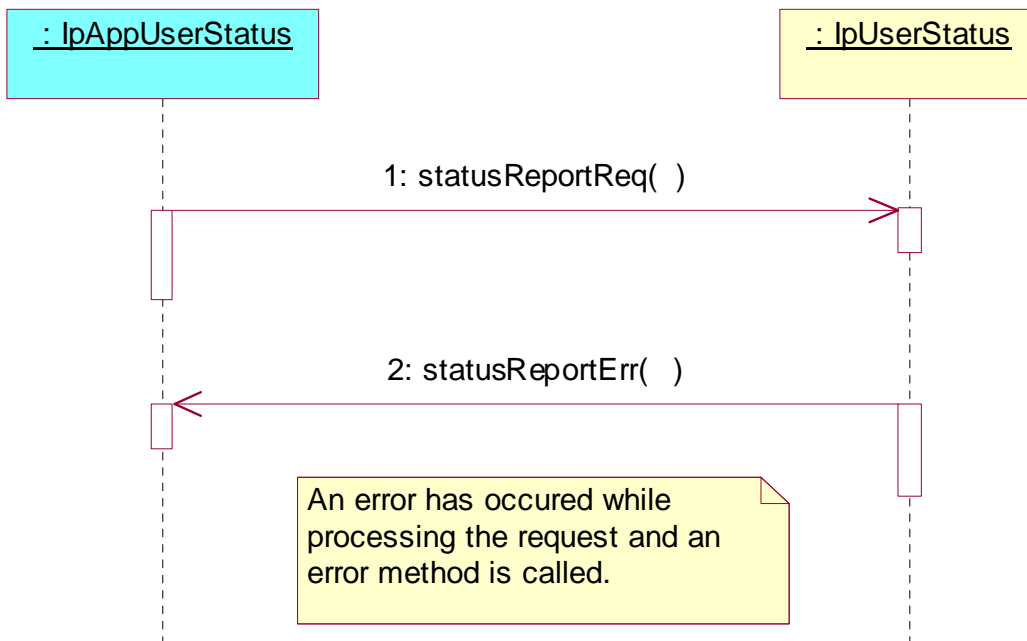 : IpAppUserStatus
: IpUserStatus
1: statusReportReq( )
2: statusReportErr( )
An error has occured while
processing the request and an
error method is called.